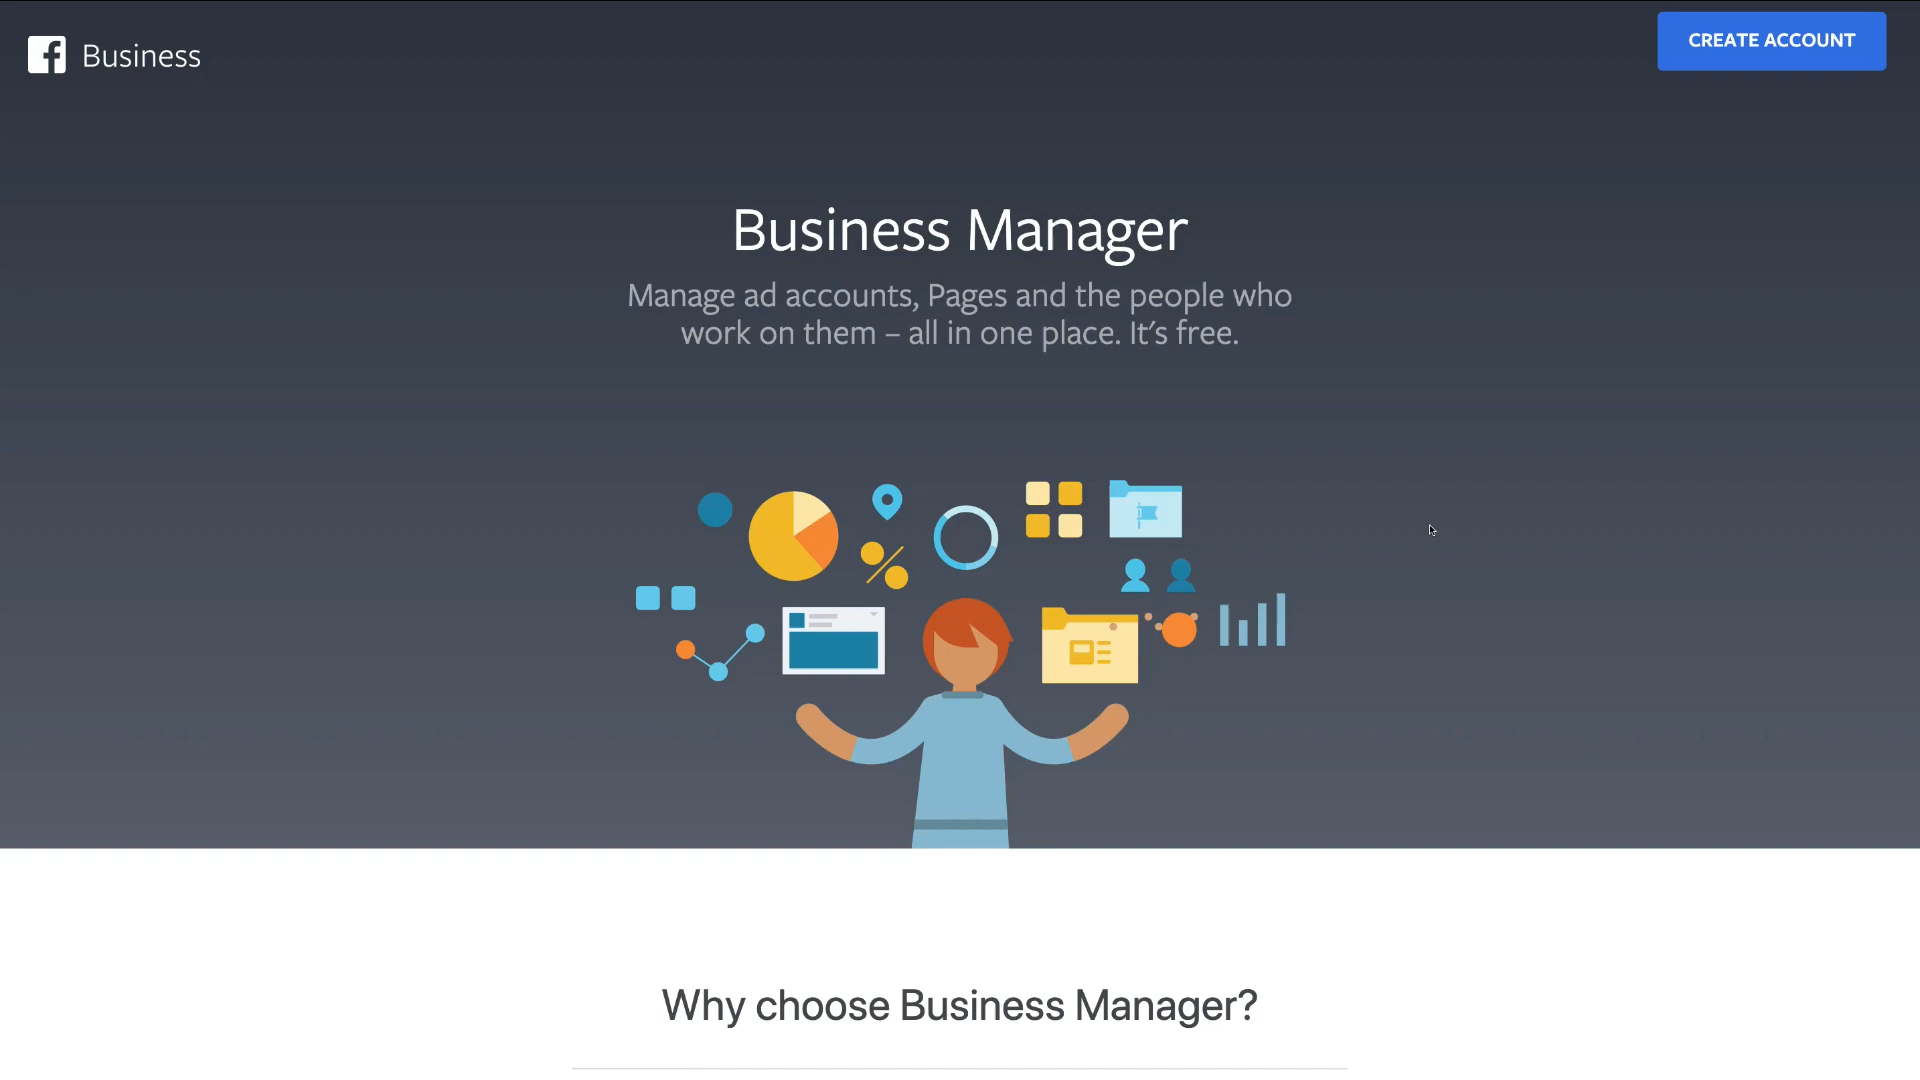 Business
CREATE ACCOUNT
Business Manager
Manage ad accounts, Pages and the people who
work on them – all in one place. It's free.
Why choose Business Manager?